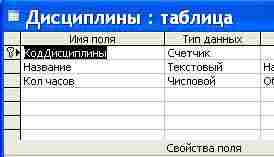 Дисциплины : таблица
Имя поля Тип данных
КодДисциплины Счетчик
Название Текстовый
Кол часов Числовой
Свойства поля